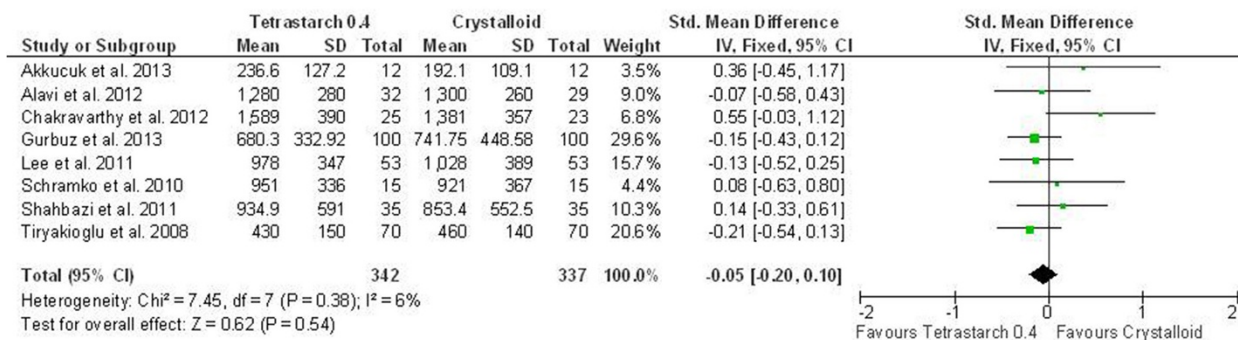 Tetrastarch 0.4 Crystalloid Std. Mean Difference Std. Mean Difference
Study or Subgroup Mean SD Total Mean SD Total Weight IV, Fixed, 95% CI IV, Fixed, 95% CI
Akkucuk et al. 2013 236.6 127.2 12 192.1 109.1 12 3.5% 0.36 [-0.45, 1.17]
Alavi et al. 2012 1,280 280 32 1,300 260 29 9.0% -0.07 [-0.58, 0.43]
Chakravarthy et al. 2012 1,589 390 25 1,381 357 23 6.8% 0.55 [-0.03, 1.12]
Gurbuz et al. 2013 680.3 332.92 100 741.75 448.58 100 29.6% -0.15 [-0.43, 0.12]
Lee et al. 2011 978 347 53 1,028 389 53 15.7% -0.13 [-0.52, 0.25]
Schramko et al. 2010 951 336 15 921 367 15 4.4% 0.08 [-0.63, 0.80]
Shahbazi et al. 2011 934.9 591 35 853.4 552.5 35 10.3% 0.14 [-0.33, 0.61]
Tiryakioglu et al. 2008 430 150 70 460 140 70 20.6% -0.21 [-0.54, 0.13]
Total (95% CI) 342 337 100.0% -0.05 [-0.20, 0.10]
Heterogeneity: Chi² = 7.45, df = 7 (P = 0.38); I² = 6%
Test for overall effect: Z = 0.62 (P = 0.54)
-2 -1 0 1 2
Favours Tetrastarch 0.4 Favours Crystalloid